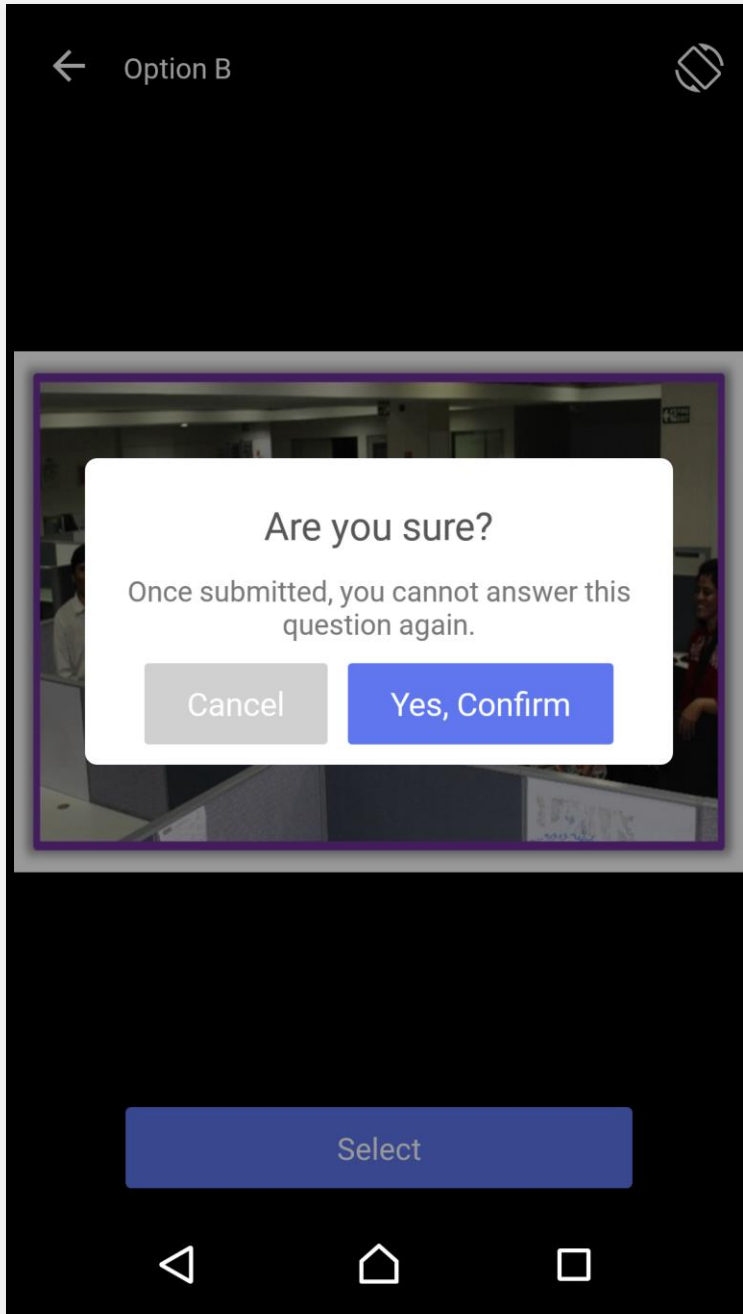 Option B
Are you sure?
Once submitted, you cannot answer this
question again.
Cancel
Yes, Confirm
Select